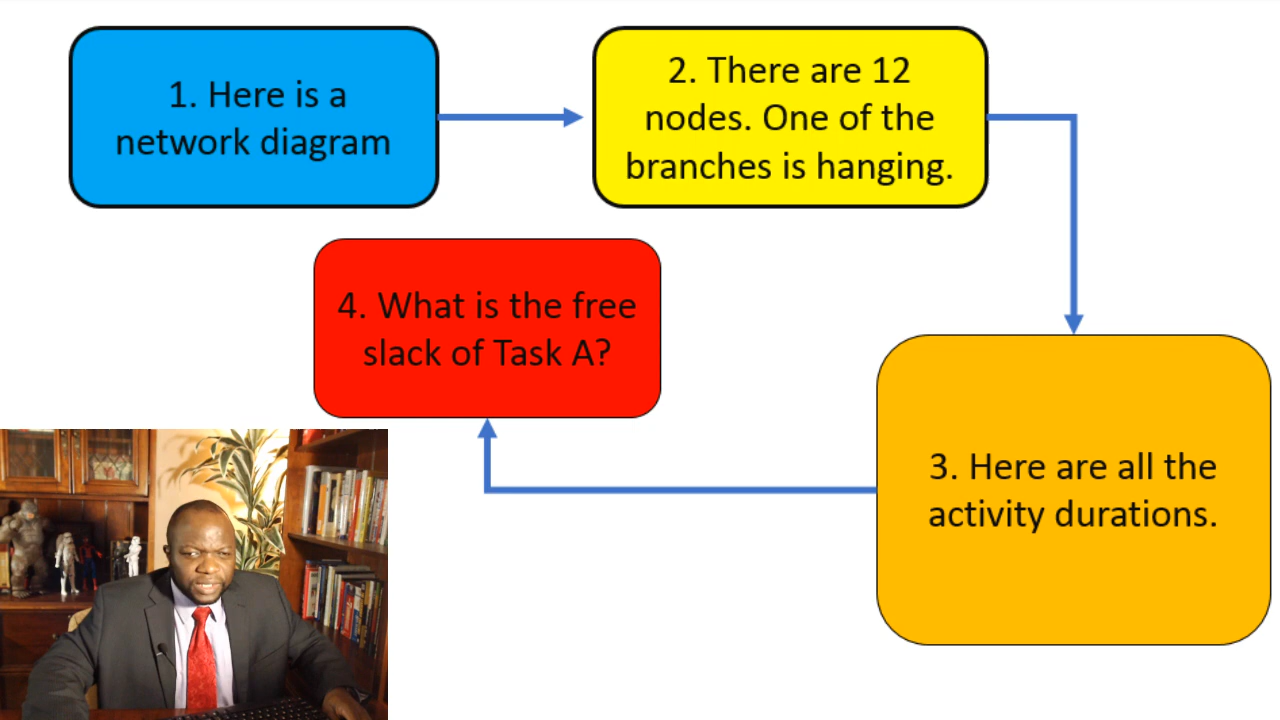 1. Here is a
network diagram
2. There are 12
nodes. One of the
branches is hanging.
3. Here are all the
activity durations.
4. What is the free
slack of Task A?